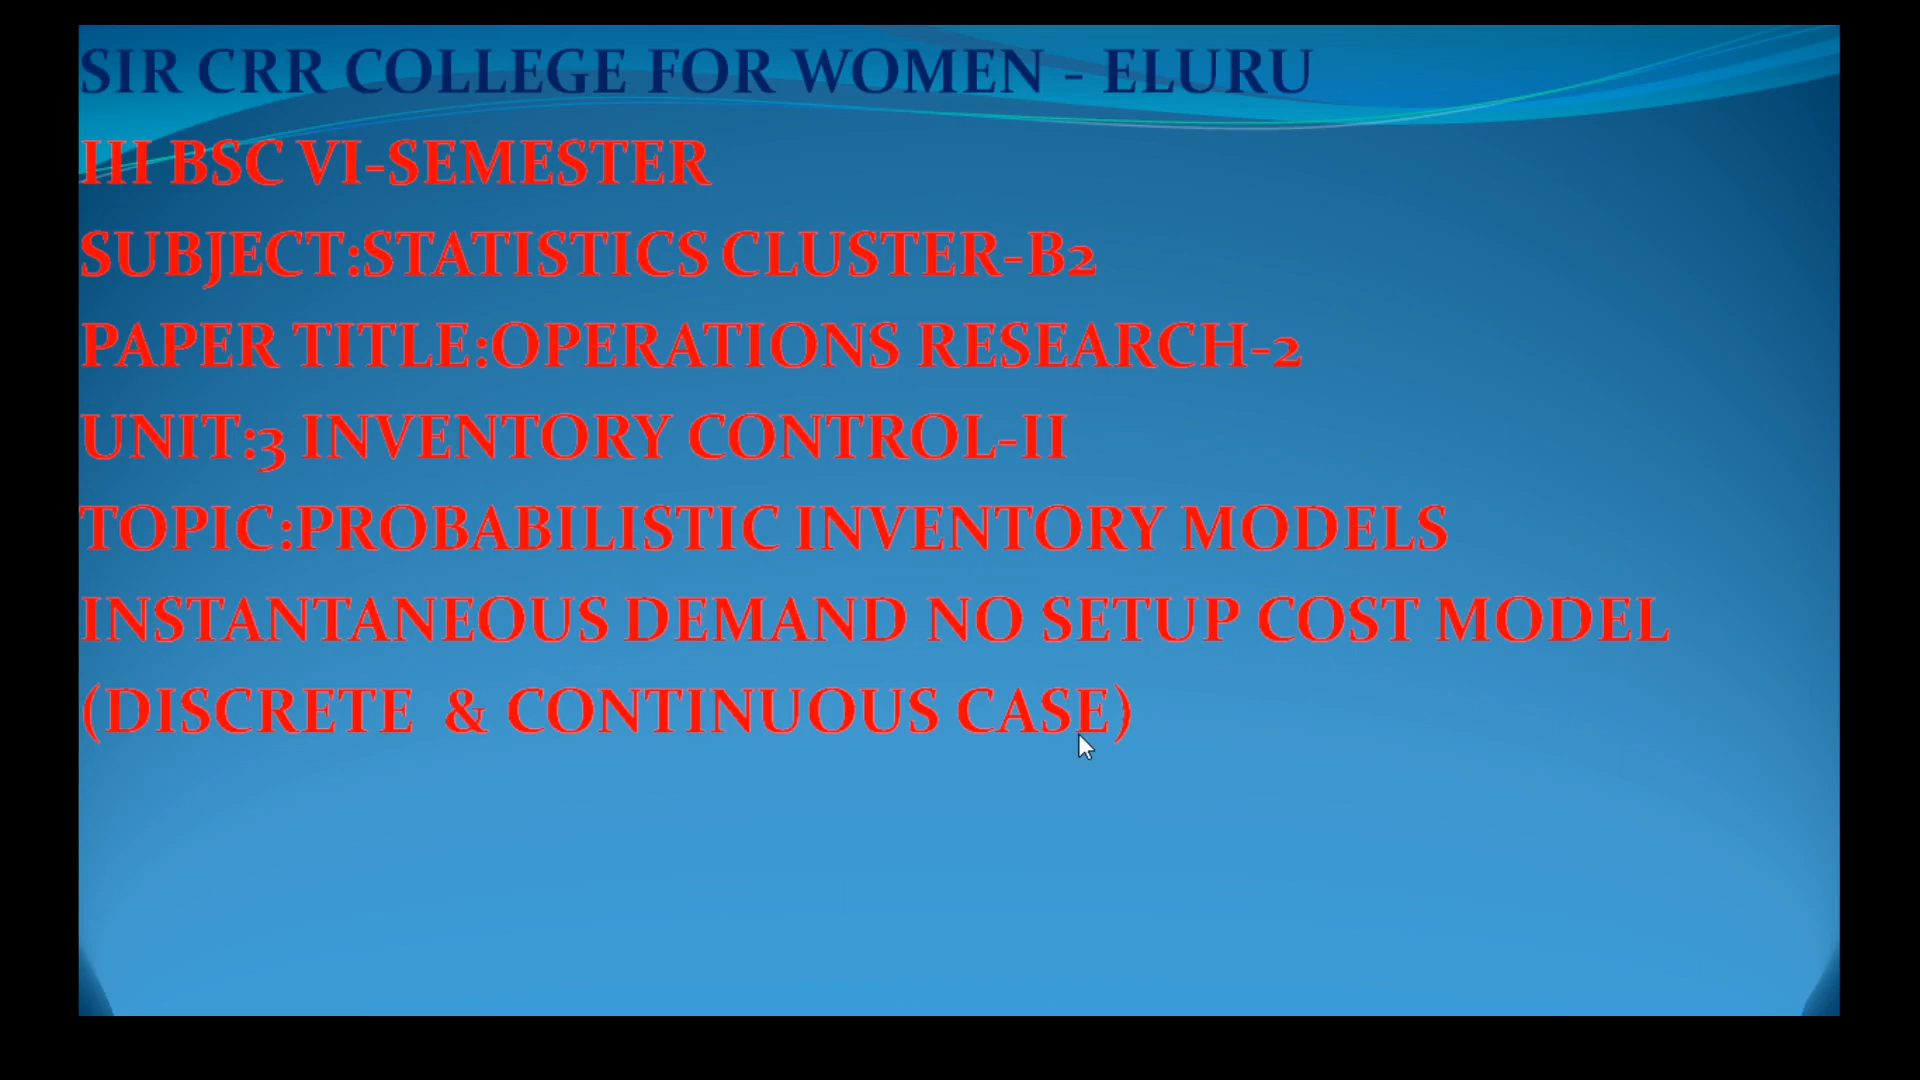 SIR CRR COLLEGE FOR WOMEN - ELURU
III BSC VI-SEMESTER
SUBJECT:STATISTICS CLUSTER-B2
PAPER TITLE:OPERATIONS RESEARCH-2
UNIT:3 INVENTORY CONTROL-II
TOPIC:PROBABILISTIC INVENTORY MODELS
INSTANTANEOUS DEMAND NO SETUP COST MODEL
(DISCRETE & CONTINUOUS CASE)